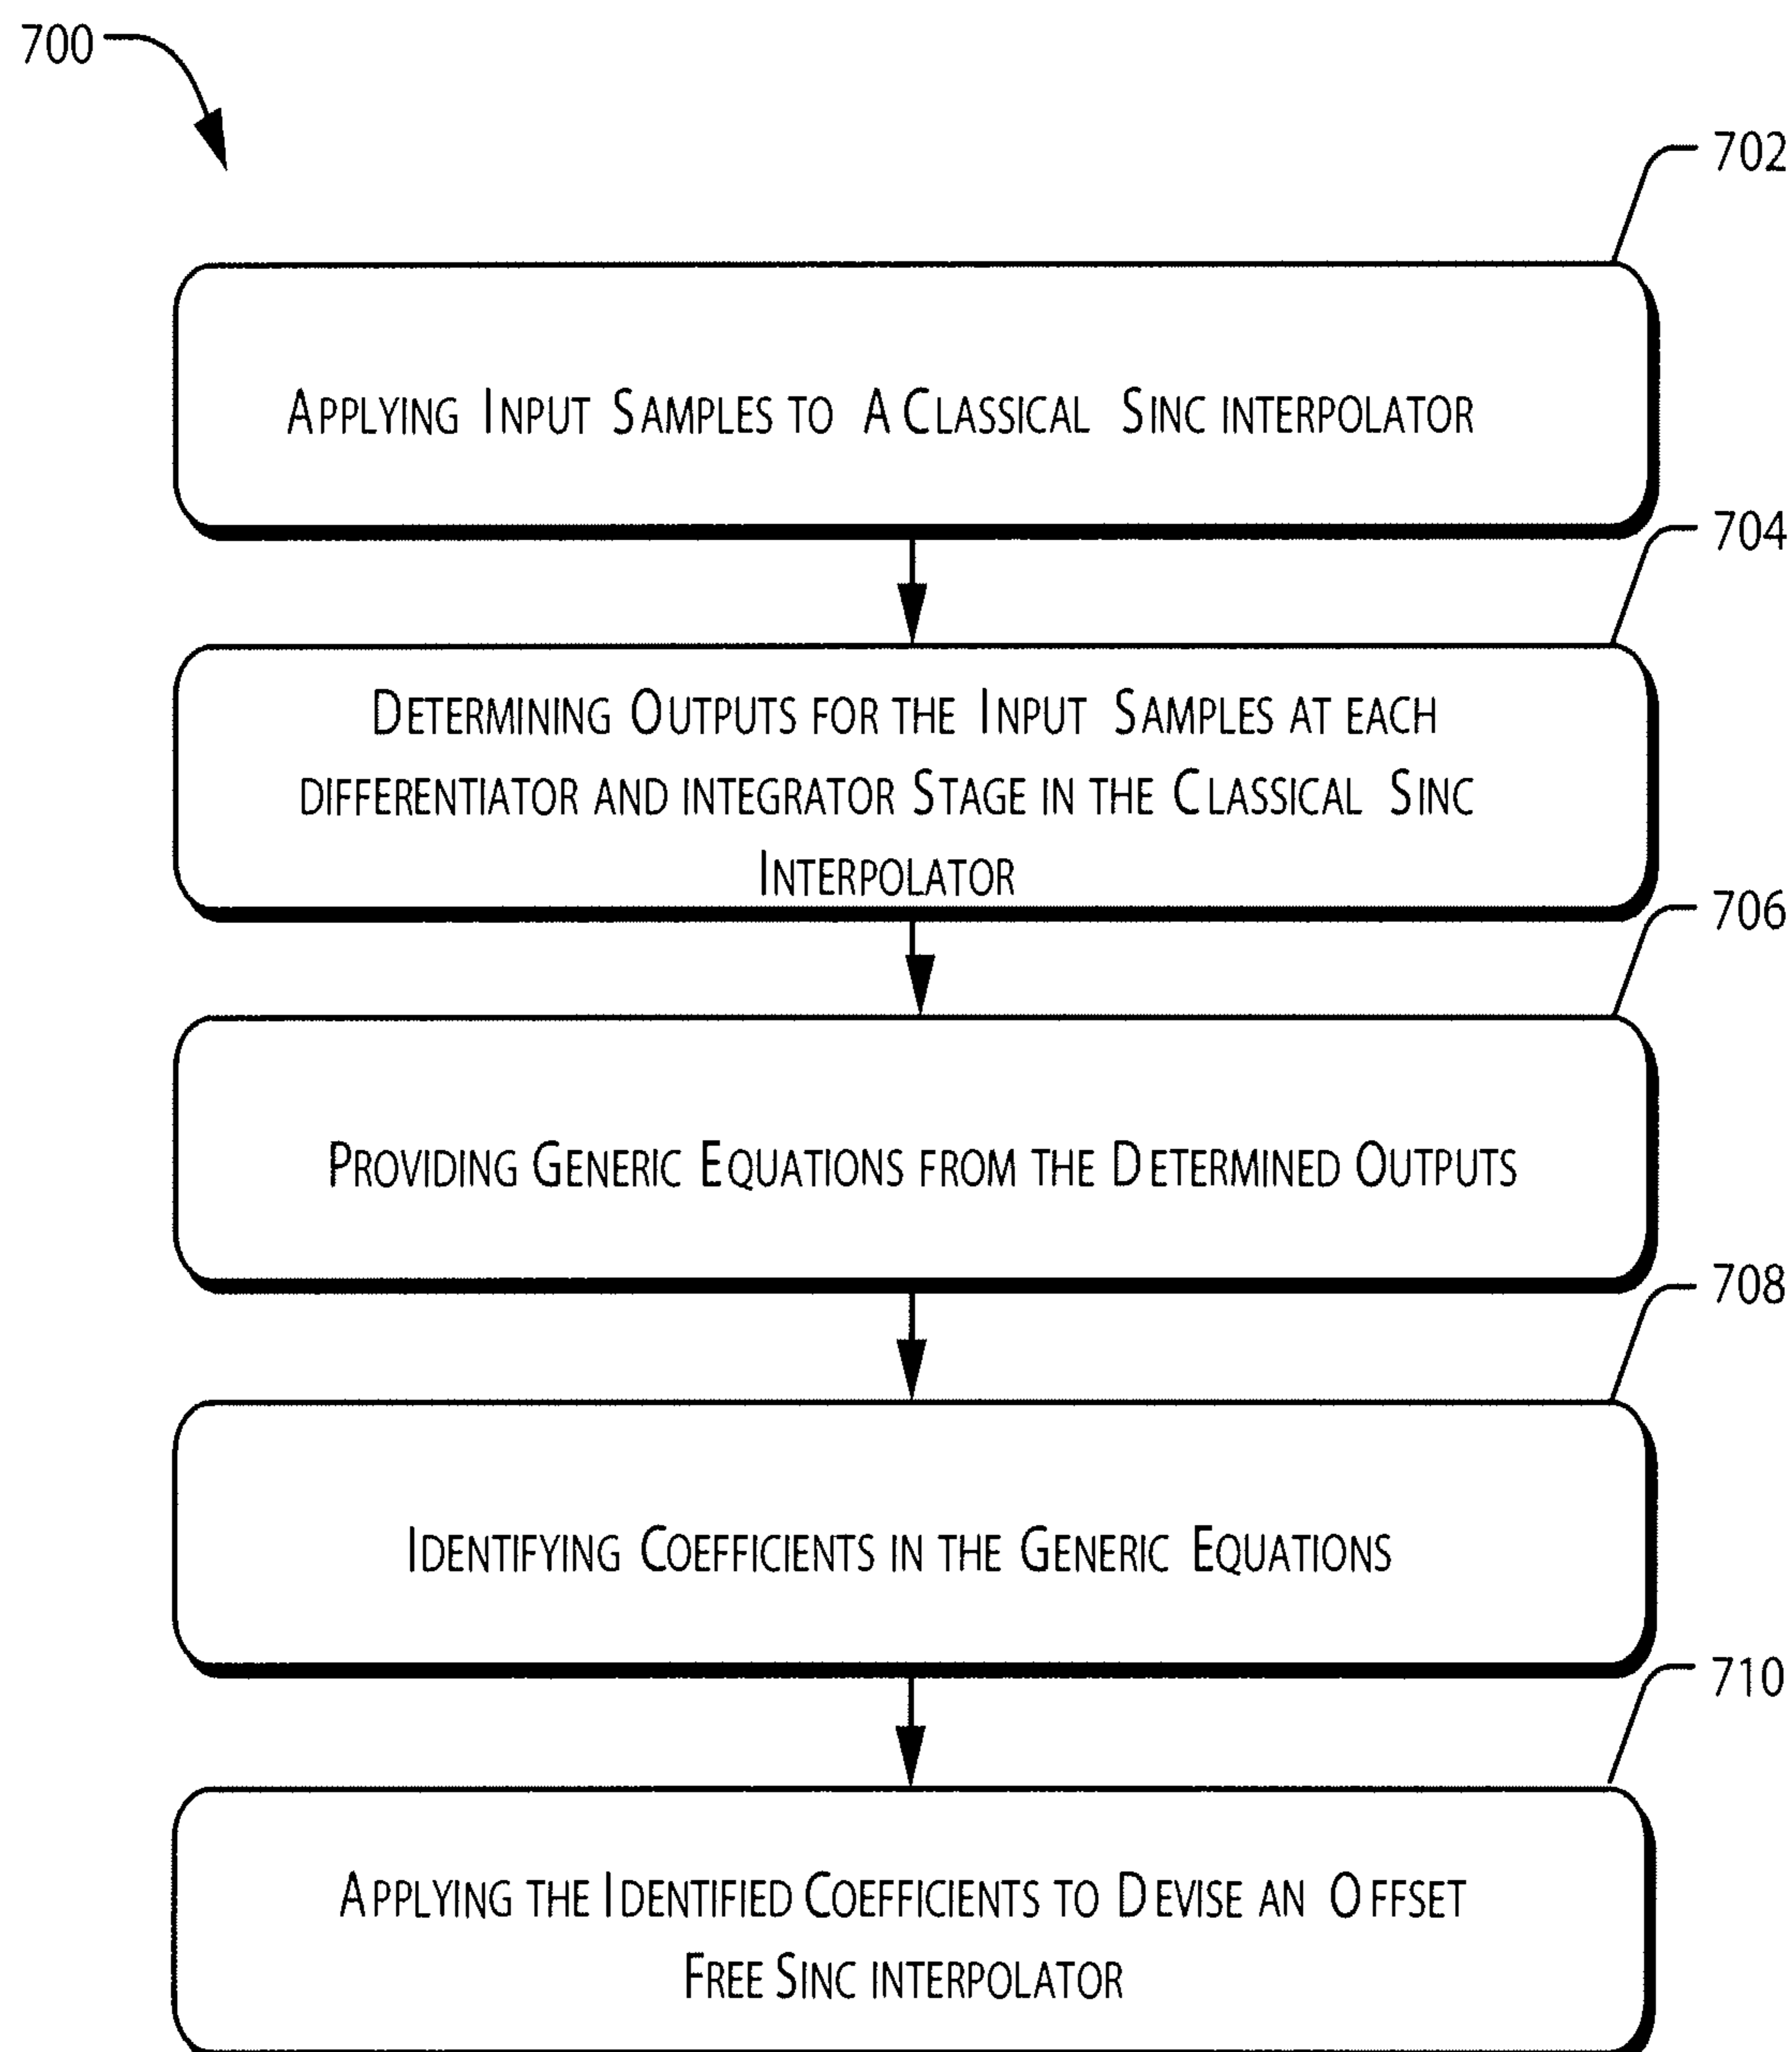 700
702
APPLYING INPUT SAMPLES TO A CLASSICAL SINC INTERPOLATOR
704
DETERMINING OUTPUTS FOR THE INPUT SAMPLES AT EACH
DIFFERENTIATOR AND INTEGRATOR STAGE IN THE CLASSICAL SINC
INTERPOLATOR
706
PROVIDING GENERIC EQUATIONS FROM THE DETERMINED OUTPUTS
708
IDENTIFYING COEFFICIENTS IN THE GENERIC EQUATIONS
710
APPLYING THE IDENTIFIED COEFFICIENTS TO DEVISE AN OFFSET
FREE SINC INTERPOLATOR